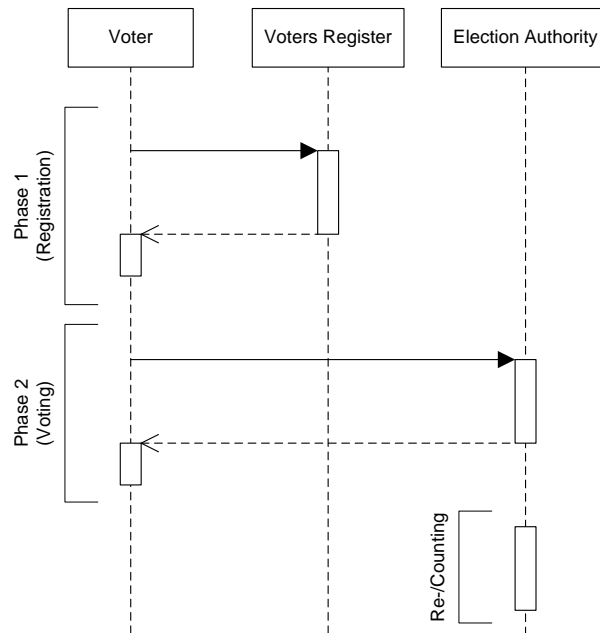 Voter
Voters Register
Election Authority
Phase 1
(Registration)
Phase 2
(Voting)
Re-/Counting